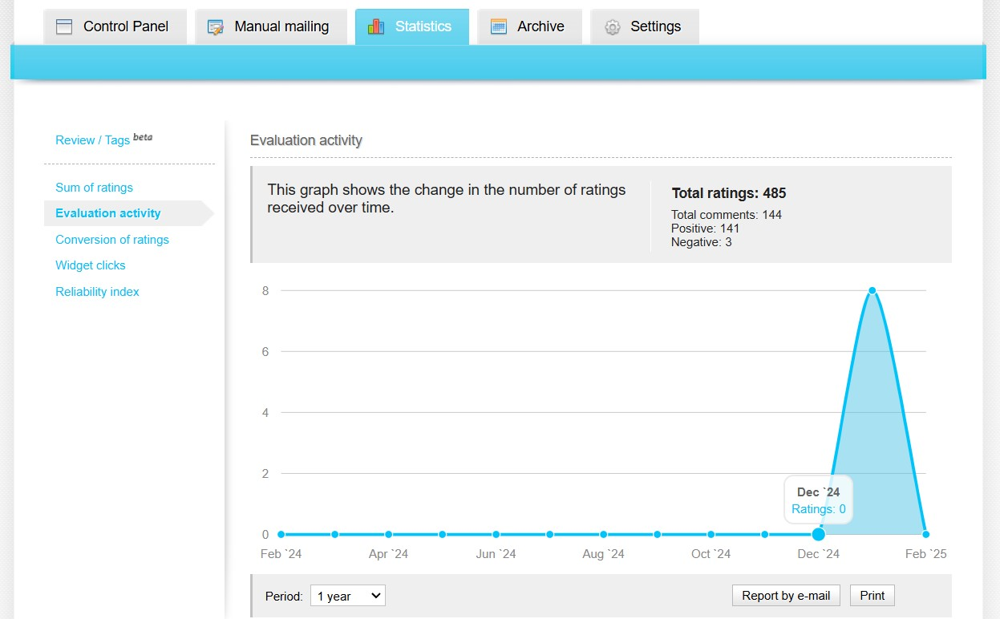 Control Panel
Manual mailing
Statistics
Archive
Settings
Review / Tags beta
Sum of ratings
Evaluation activity
Conversion of ratings
Widget clicks
Reliability index
Evaluation activity
This graph shows the change in the number of ratings
received over time.
Total ratings: 485
Total comments: 144
Positive: 141
Negative: 3
8
6
4
2
0
Dec `24
Ratings: 0
Feb `24
Apr `24
Jun `24
Aug `24
Oct `24
Dec `24
Feb `25
Period:
1 year
Report by e-mail
Print